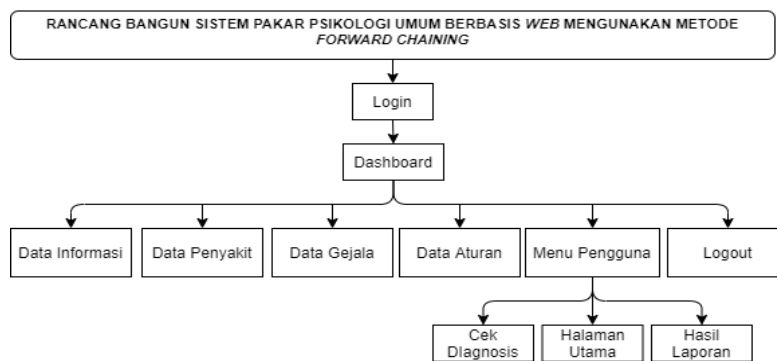 RANCANG BANGUN SISTEM PAKAR PSIKOLOGI UMUM BERBASIS WEB MENGUNAKAN METODE
FORWARD CHAINING
Login
Dashboard
Data Informasi
Data Penyakit
Data Gejala
Data Aturan
Menu Pengguna
Logout
Cek
DIagnosis
Halaman
Utama
Hasil
Laporan